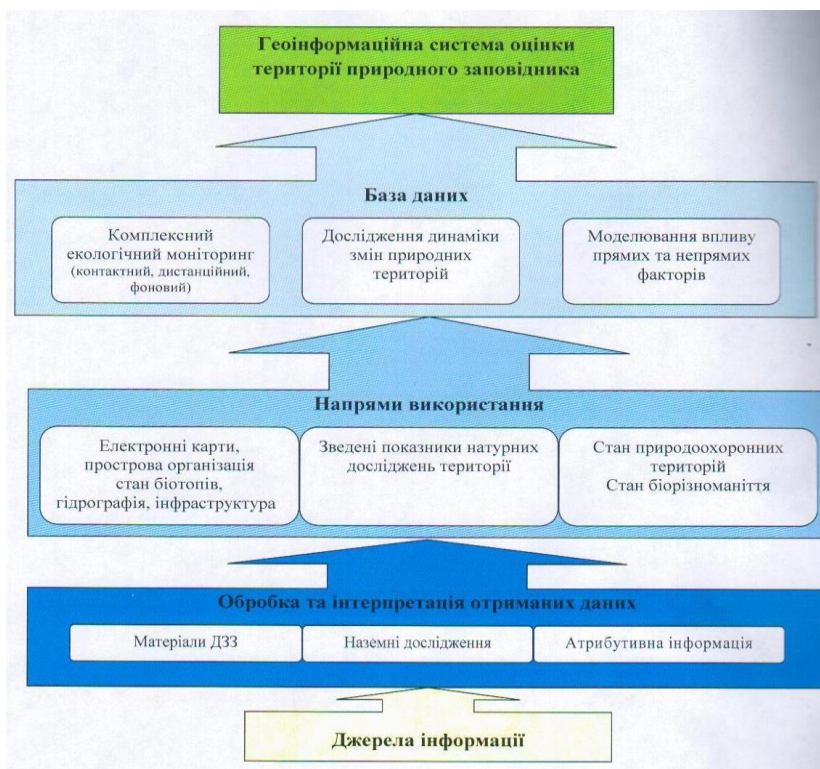 Геоінформаційна система оцінки
території природного заповідника
База даних
Комплексний
екологічний моніторинг
(контактний, дистанційний,
фоновий)
Дослідження динаміки
змін природних
територій
Моделювання впливу
прямих та непрямих
факторів
Напрями використання
Електронні карти,
прострова організація
стан біотопів,
гідрографія, інфраструктура
Зведені показники натурних
досліджень території
Стан природоохоронних
територій
Стан біорізноманіття
Обробка та інтерпретація отриманих даних
Матеріали ДЗЗ
Наземні дослідження
Атрибутивна інформація
Джерела інформації